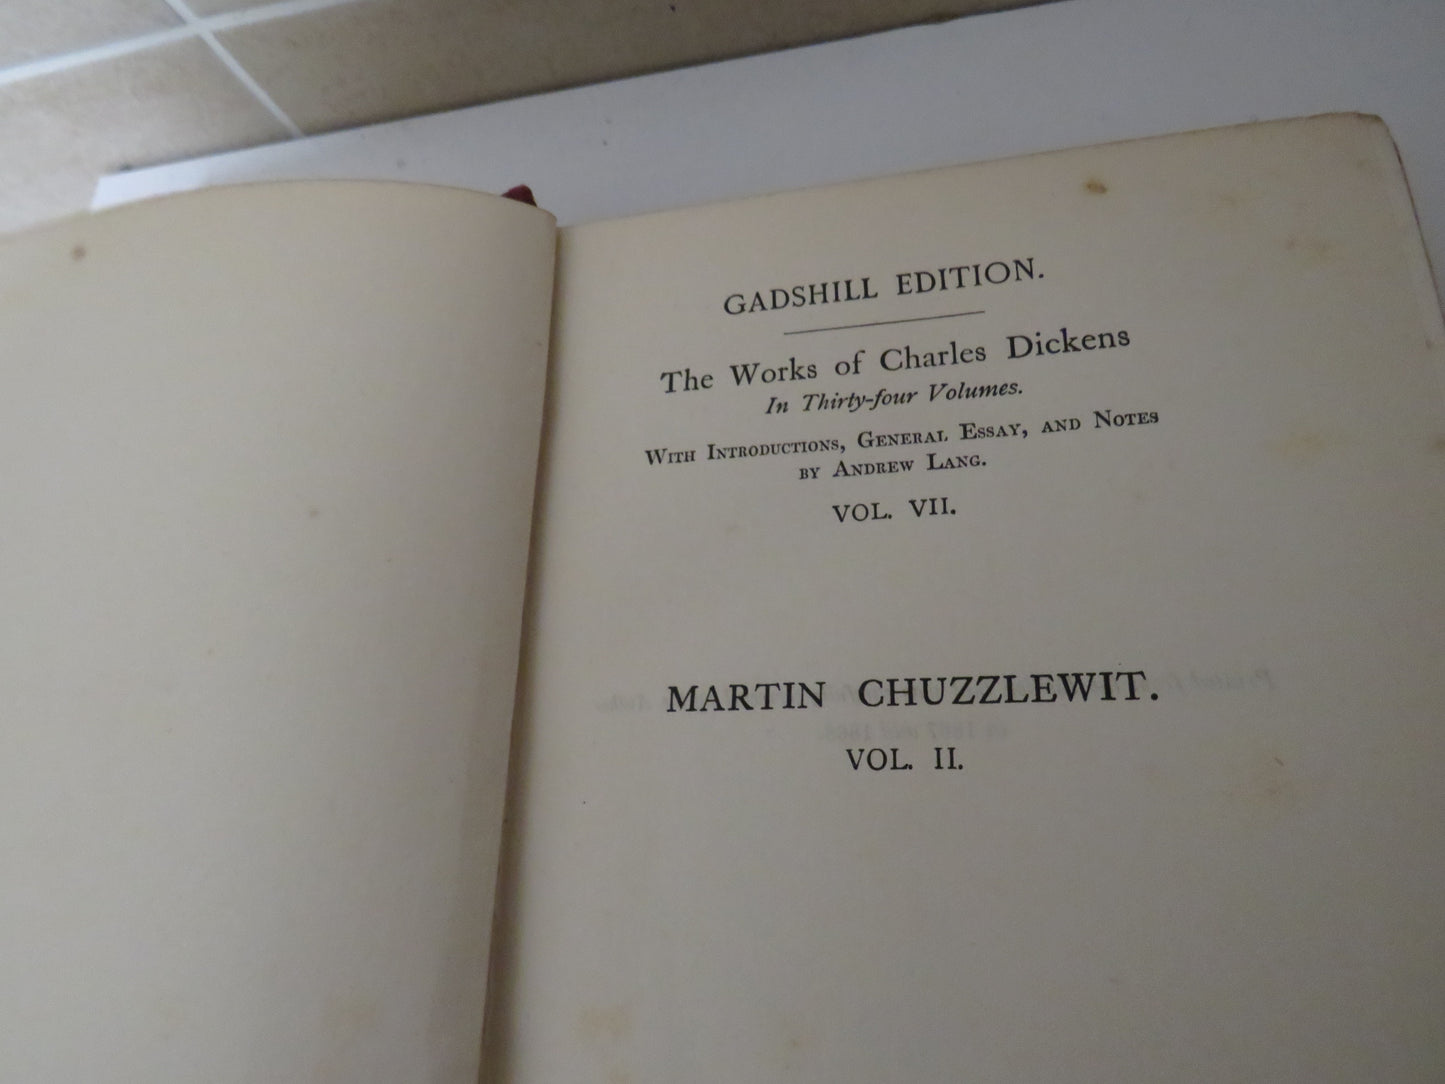 GADSHILL EDITION.
The Works of Charles Dickens
In Thirty-four Volumes.
With Introductions, General Essay, and Notes
by Andrew Lang.
VOL. VII.
MARTIN CHUZZLEWIT.
VOL. II.